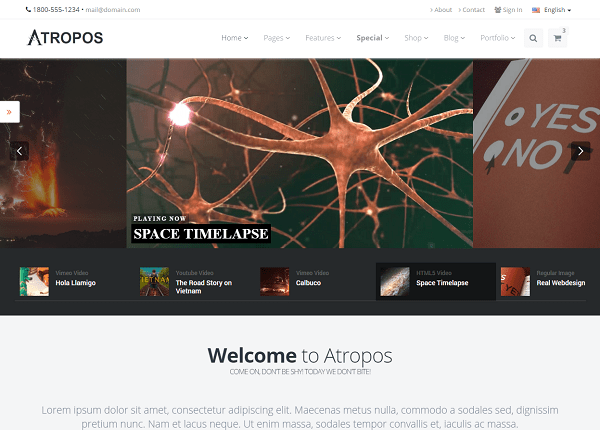 1800-555-1234 • mail@domain.com
About Contact Sign In English
ATROPOS
Home Pages Features Special Shop Blog Portfolio 3
YES
NO
PLAYING NOW
SPACE TIMELAPSE
Vimeo Video
Hola Llamigo
VIETNAM
Youtube Video
The Road Story on
Vietnam
Vimeo Video
Calbuco
HTML5 Video
Space Timelapse
YES
Regular Image
Real Webdesign
Welcome to Atropos
COME ON, DON'T BE SHY! TODAY WE DON'T BITE!
Lorem ipsum dolor sit amet, consectetur adipiscing elit. Maecenas metus nulla, commodo a sodales sed, dignissim
pretium nunc. Nam et lacus neque. Ut enim massa, sodales tempor convallis et, iaculis ac massa.